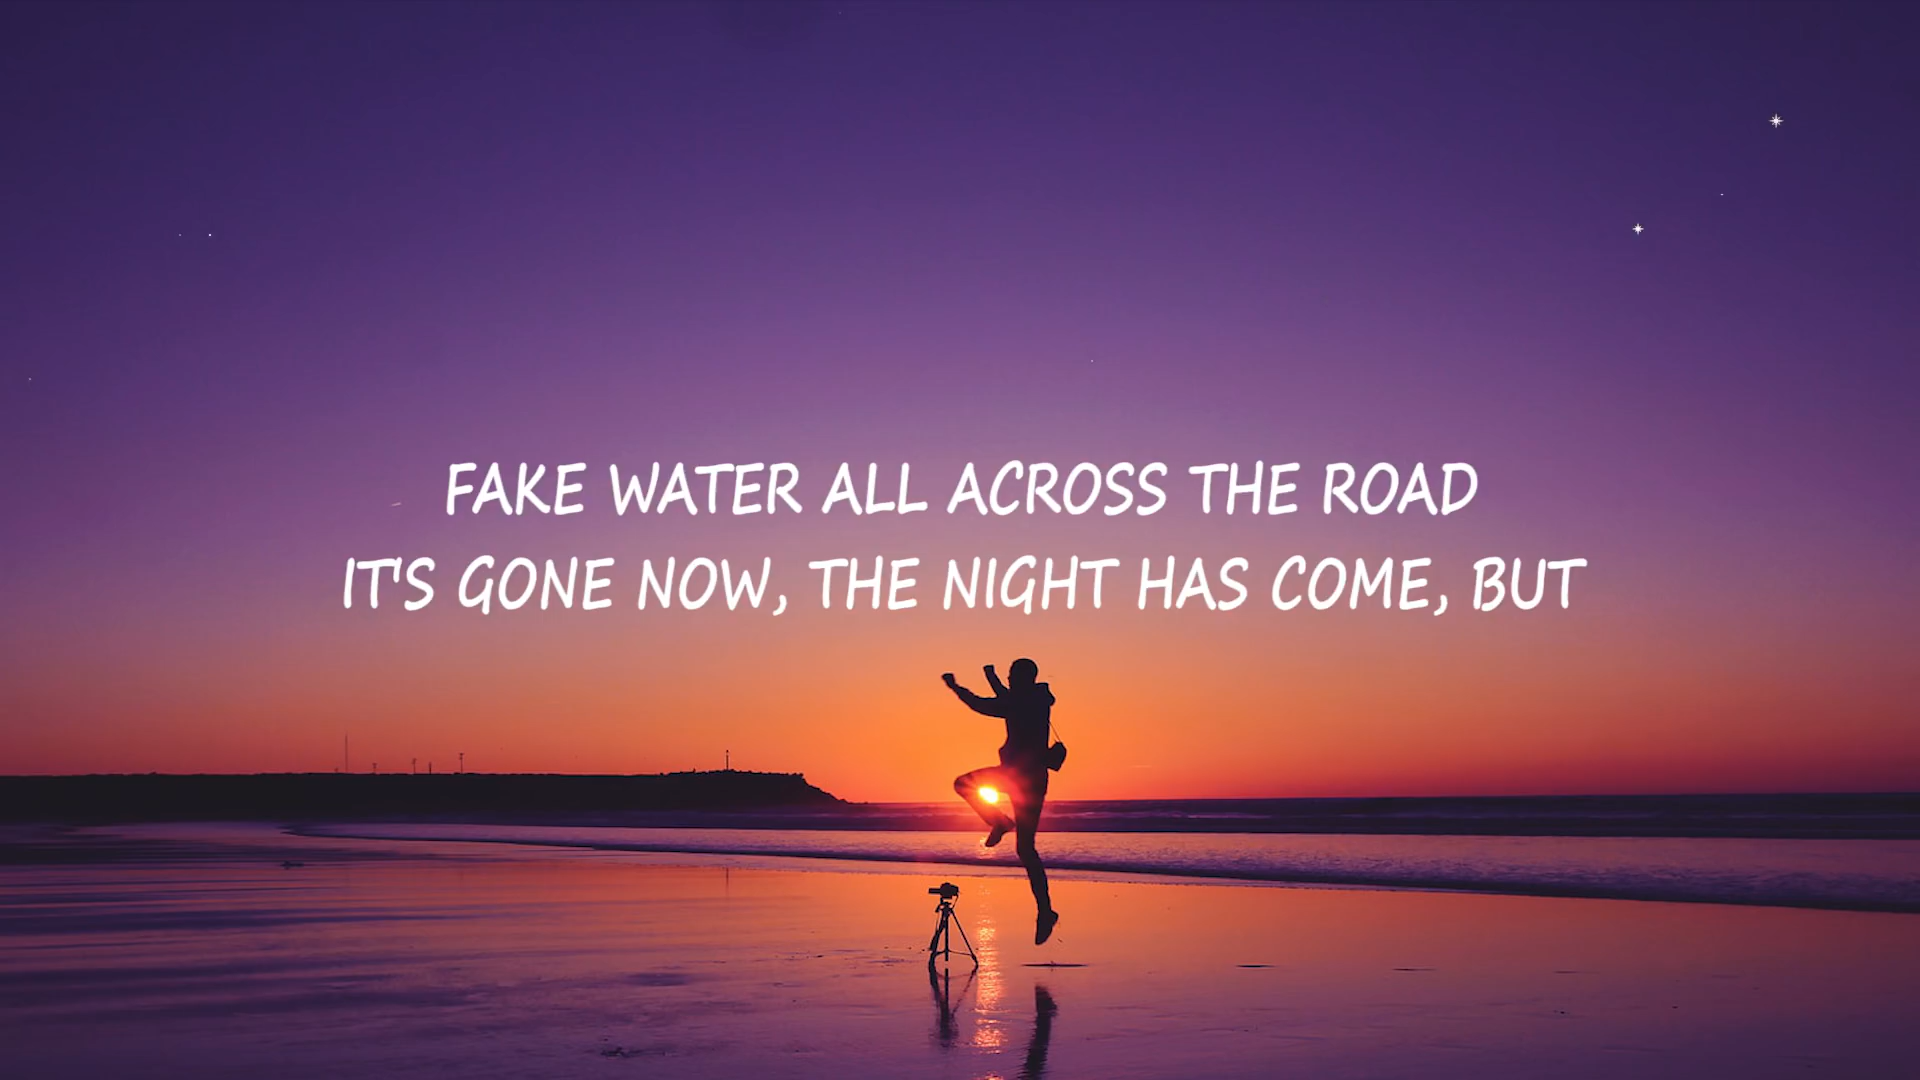 FAKE WATER ALL ACROSS THE ROAD
IT'S GONE NOW, THE NIGHT HAS COME, BUT